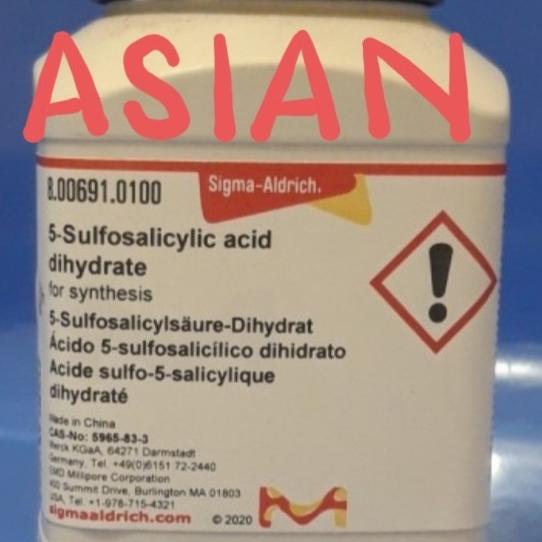 ASIAN
8.00691.0100
Sigma-Aldrich.
5-Sulfosalicylic acid
dihydrate
for synthesis
5-Sulfosalicylsäure-Dihydrat
Ácido 5-sulfosalicílico dihidrato
Acide sulfo-5-salicylique
dihydraté
Made in China
CAS-No: 5965-83-3
Merck KGaA, 64271 Darmstadt
Germany, Tel. +49(0)6151 72-2440
EMD Millipore Corporation
400 Summit Drive, Burlington MA 01803
USA, Tel. +1-978-715-4321
sigmaaldrich.com © 2020